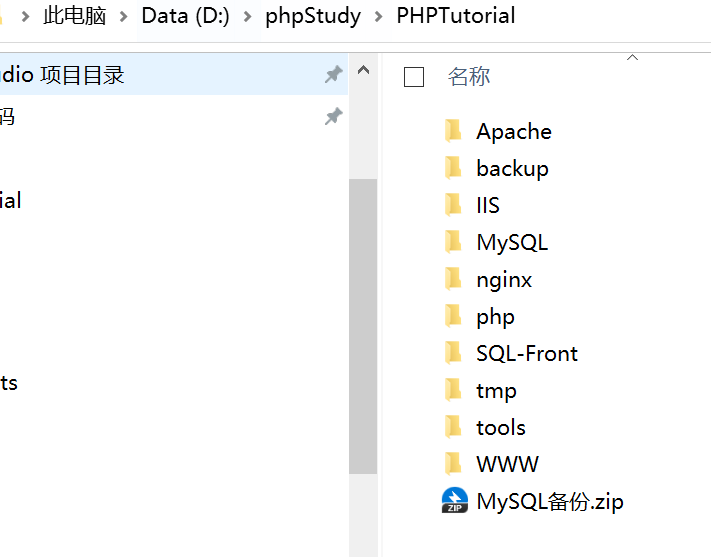 此电脑 > Data (D:) > phpStudy > PHPTutorial
udio 项目目录
码
ial
ts
名称
Apache
backup
IIS
MySQL
nginx
php
SQL-Front
tmp
tools
WWW
MySQL备份.zip